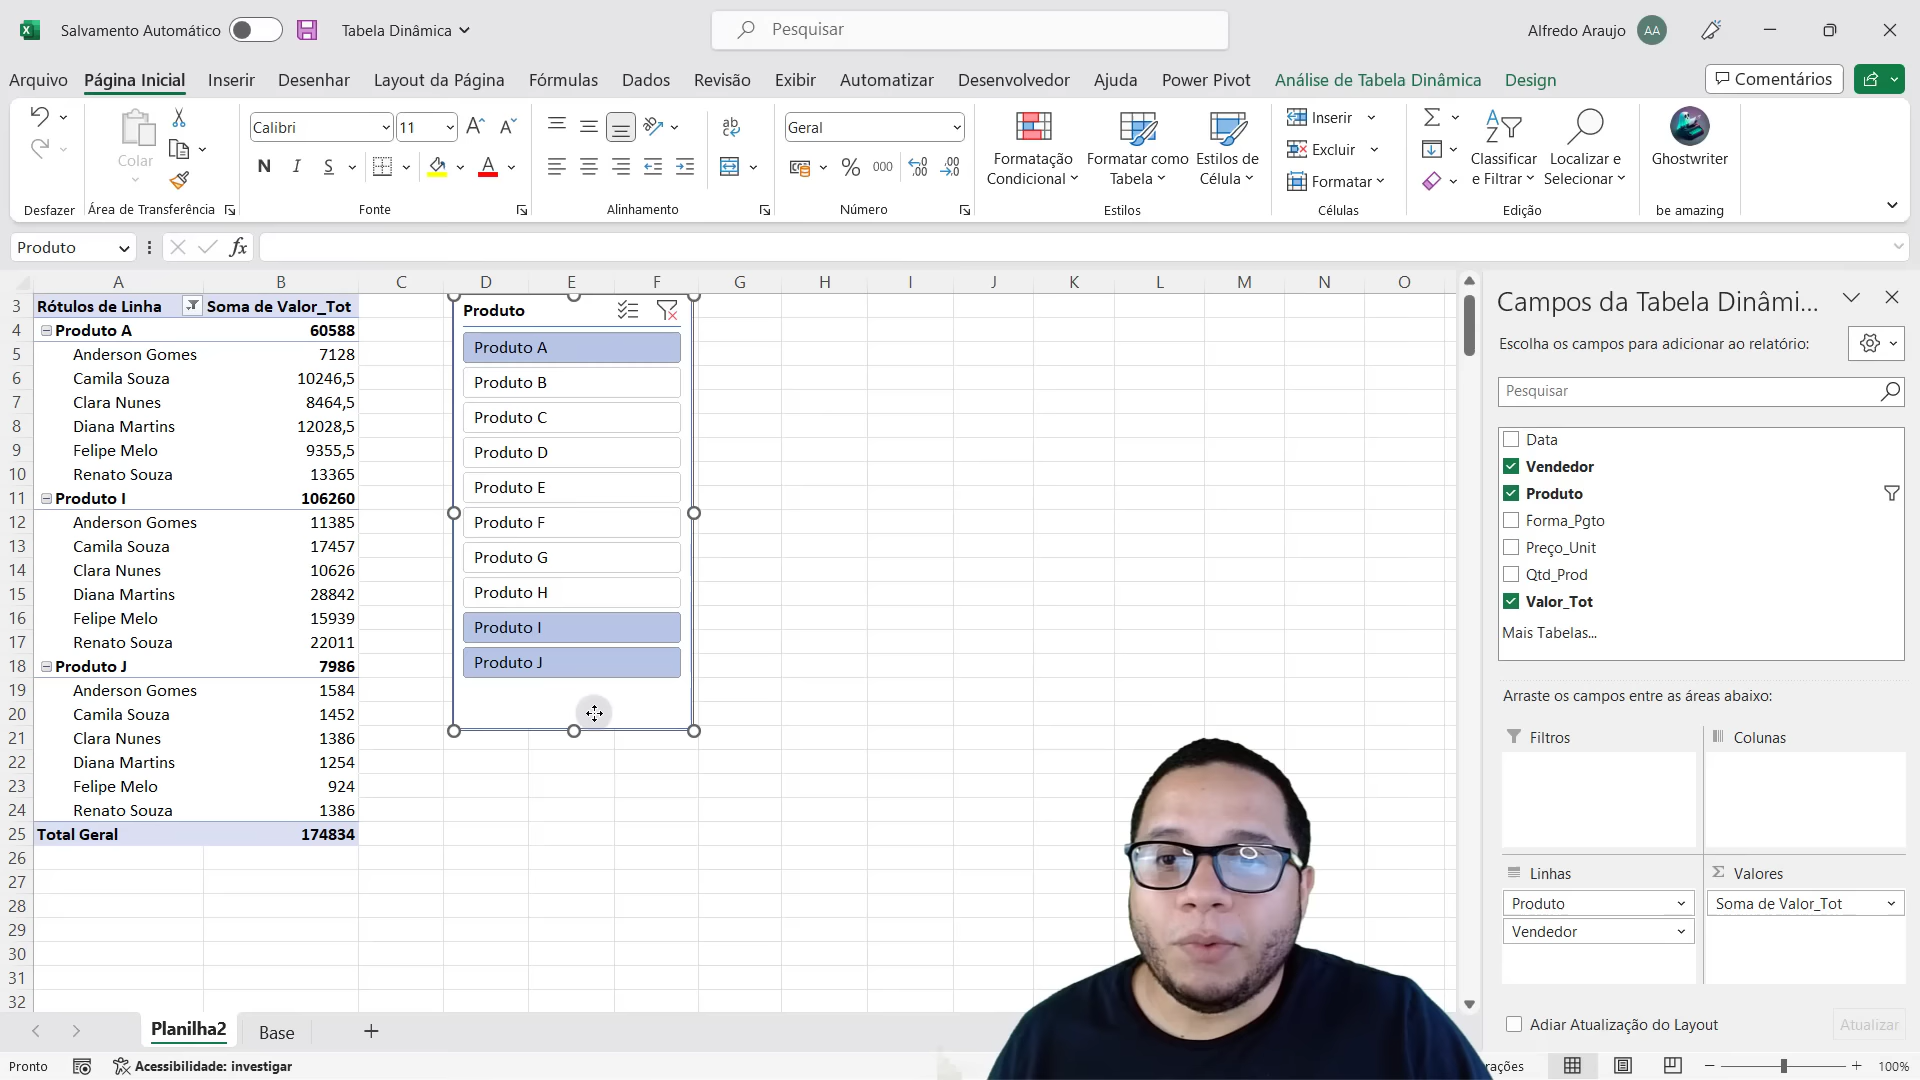 Salvamento Automático
Tabela Dinâmica
Pesquisar
Alfredo Araujo
AA
Arquivo
Página Inicial
Inserir
Desenhar
Layout da Página
Fórmulas
Dados
Revisão
Exibir
Automatizar
Desenvolvedor
Ajuda
Power Pivot
Análise de Tabela Dinâmica
Design
Comentários
Colar
Desfazer
Área de Transferência
Calibri
11
N I S
Fonte
ab
Alinhamento
Geral
% 000
Número
Formatação Condicional
Formatar como Tabela
Estilos de Célula
Estilos
Inserir
Excluir
Formatar
Células
Classificar e Filtrar
Localizar e Selecionar
Edição
Ghostwriter
be amazing
Produto
fx
A B C D E F G H I J K L M N O
3 Rótulos de Linha Soma de Valor_Tot
4 Produto A 60588
5 Anderson Gomes 7128
6 Camila Souza 10246,5
7 Clara Nunes 8464,5
8 Diana Martins 12028,5
9 Felipe Melo 9355,5
10 Renato Souza 13365
11 Produto I 106260
12 Anderson Gomes 11385
13 Camila Souza 17457
14 Clara Nunes 10626
15 Diana Martins 28842
16 Felipe Melo 15939
17 Renato Souza 22011
18 Produto J 7986
19 Anderson Gomes 1584
20 Camila Souza 1452
21 Clara Nunes 1386
22 Diana Martins 1254
23 Felipe Melo 924
24 Renato Souza 1386
25 Total Geral 174834
26
27
28
29
30
31
32
Produto
Produto A
Produto B
Produto C
Produto D
Produto E
Produto F
Produto G
Produto H
Produto I
Produto J
Campos da Tabela Dinâmi...
Escolha os campos para adicionar ao relatório:
Pesquisar
Data
Vendedor
Produto
Forma_Pgto
Preço_Unit
Qtd_Prod
Valor_Tot
Mais Tabelas...
Arraste os campos entre as áreas abaixo:
Filtros
Colunas
Linhas
Valores
Produto
Soma de Valor_Tot
Vendedor
Adiar Atualização do Layout
Atualizar
Planilha2
Base
Pronto
Acessibilidade: investigar
rações
100%